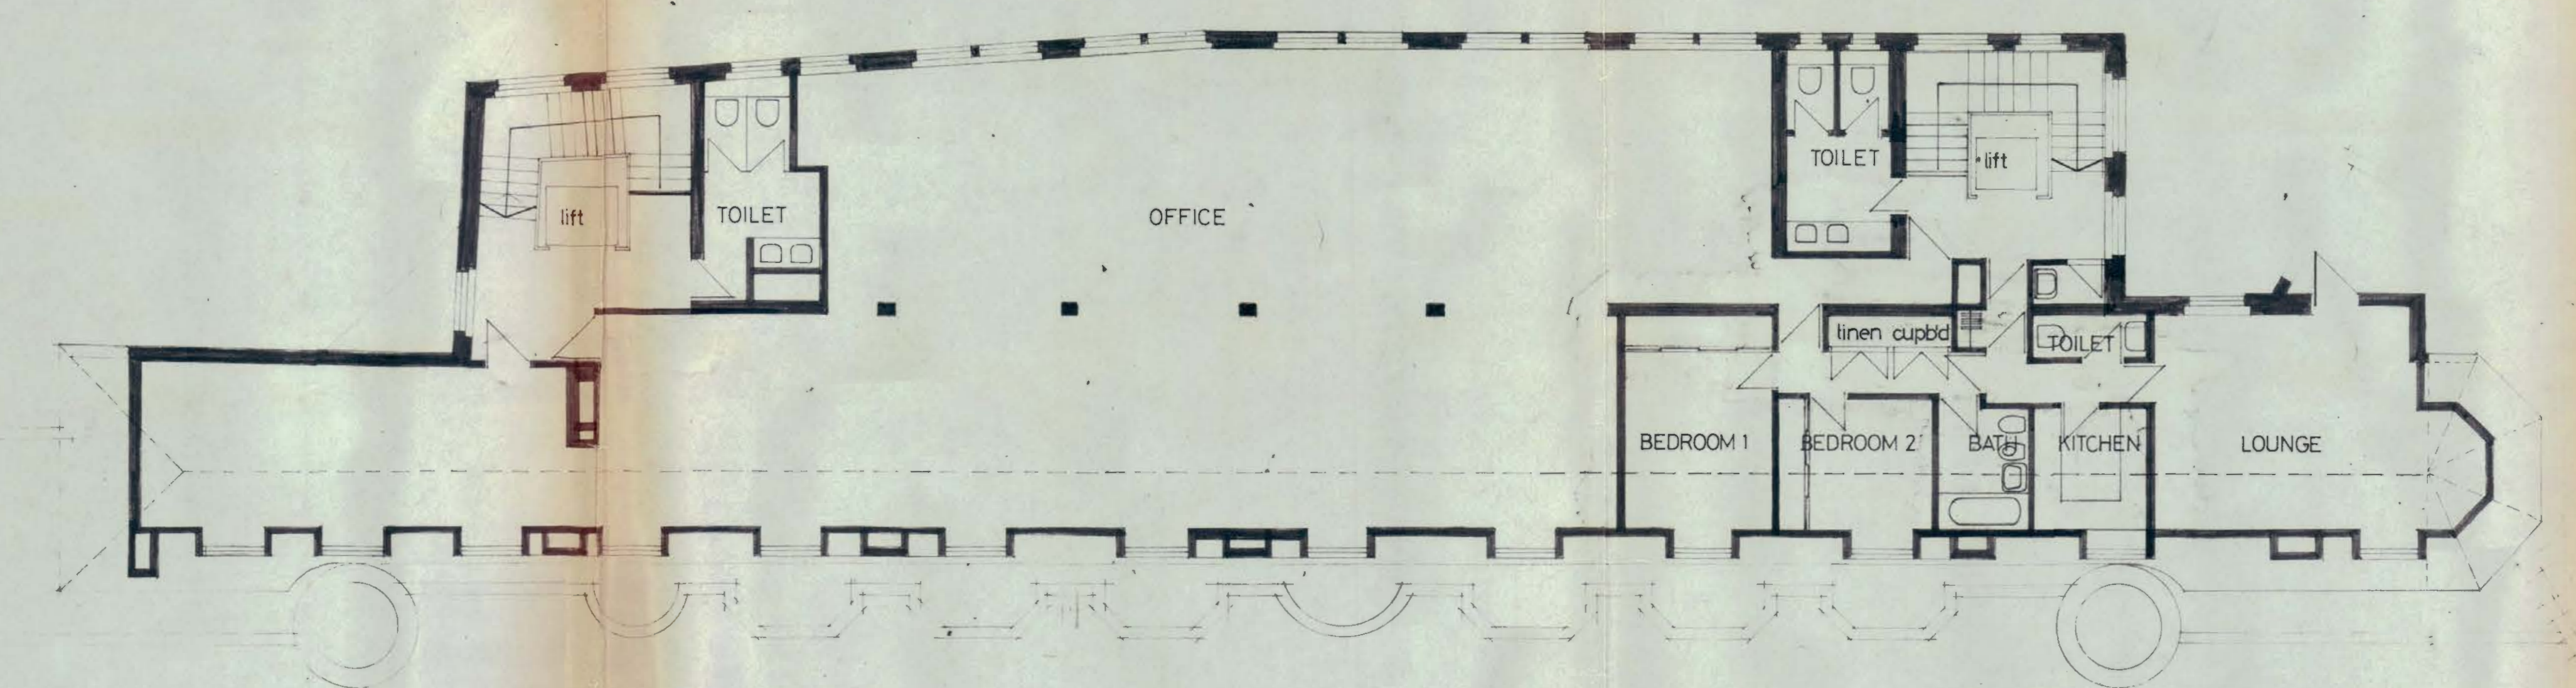 TOILET
lift
lift
TOILET
OFFICE
linen cupb'd
TOILET
BEDROOM 1
BEDROOM 2
BATH
KITCHEN
LOUNGE